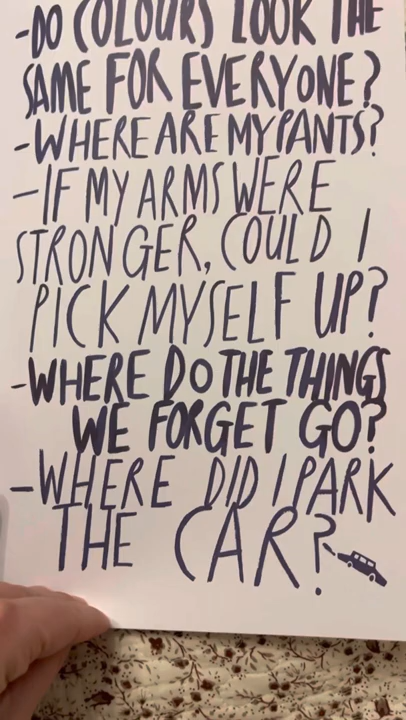 -DO COLOURS LOOK THE
SAME FOR EVERYONE?
-WHERE ARE MY PANTS?
-IF MY ARMS WERE
STRONGER, COULD I
PICK MYSELF UP?
-WHERE DO THE THINGS
WE FORGET GO?
-WHERE DID I PARK
THE CAR?